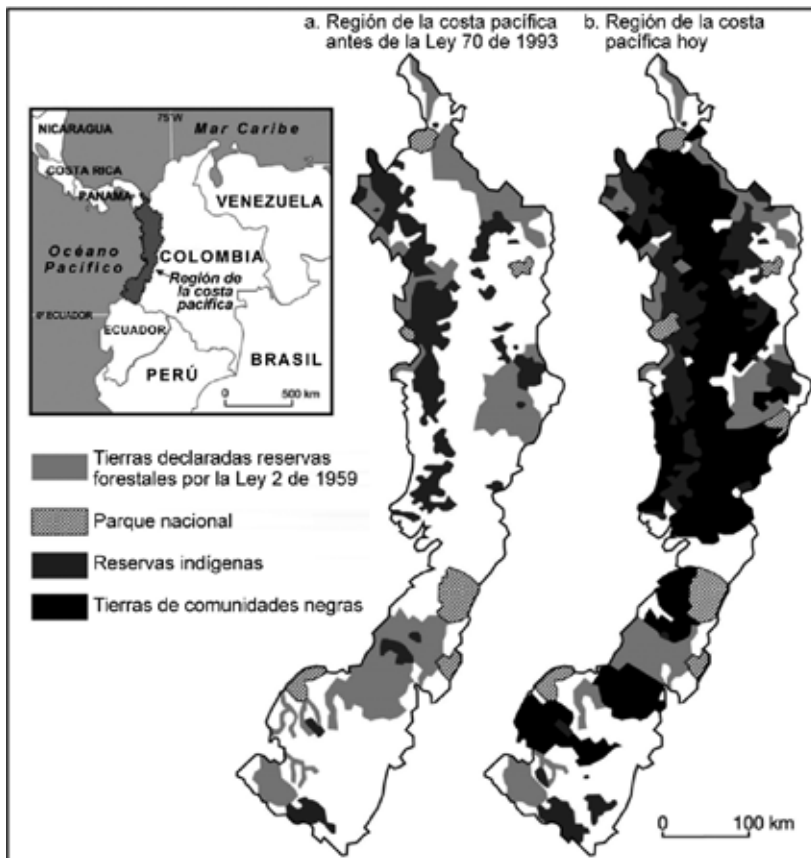 a. Región de la costa pacífica
antes de la Ley 70 de 1993
b. Región de la costa
pacífica hoy
75°W
Mar Caribe
NICARAGUA
COSTA RICA
PANAMÁ
VENEZUELA
Océano
Pacífico
COLOMBIA
Región de
la costa
pacífica
0° ECUADOR
ECUADOR
PERÚ
BRASIL
0 500 km
Tierras declaradas reservas
forestales por la Ley 2 de 1959
Parque nacional
Reservas indígenas
Tierras de comunidades negras
0 100 km